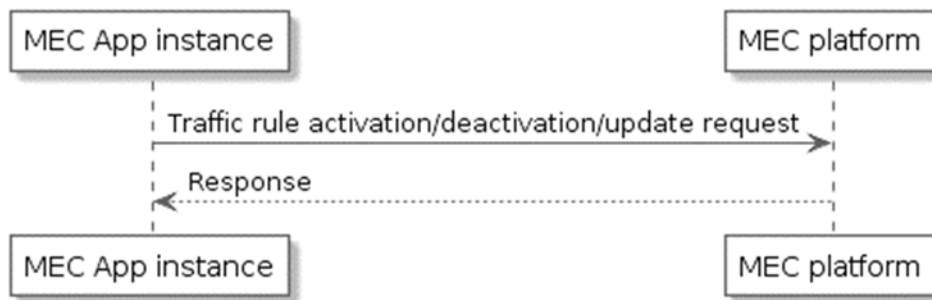 MEC App instance
MEC platform
Traffic rule activation/deactivation/update request
Response
MEC App instance
MEC platform